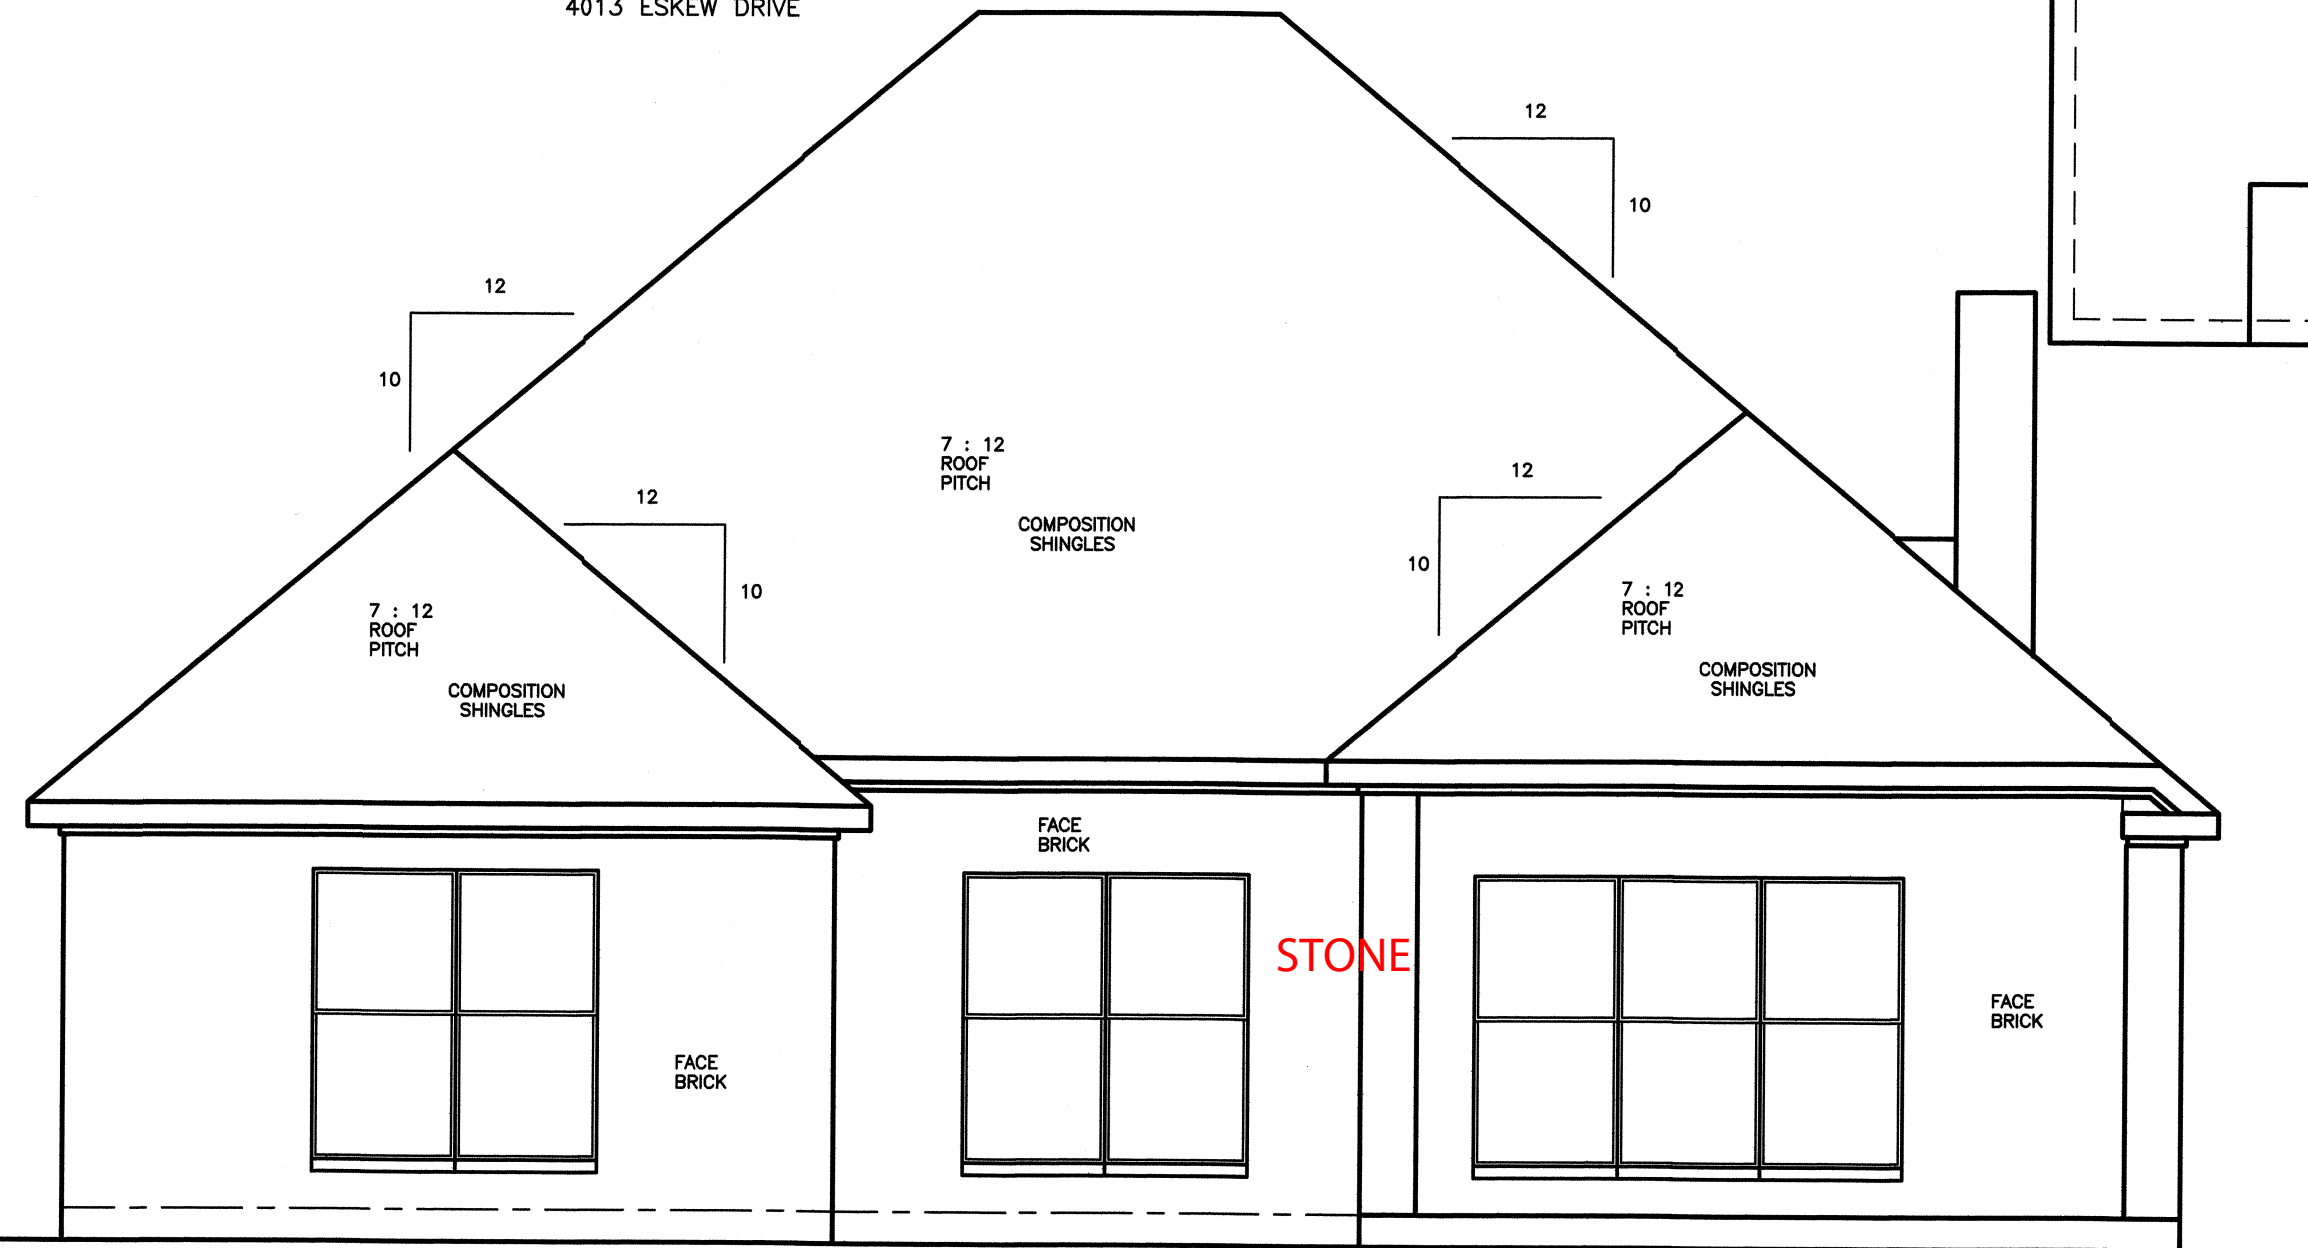 4013 ESKEW DRIVE
12
10
12
10
7 : 12
ROOF
PITCH
COMPOSITION
SHINGLES
12
10
12
10
7 : 12
ROOF
PITCH
COMPOSITION
SHINGLES
7 : 12
ROOF
PITCH
COMPOSITION
SHINGLES
FACE
BRICK
STONE
FACE
BRICK
FACE
BRICK